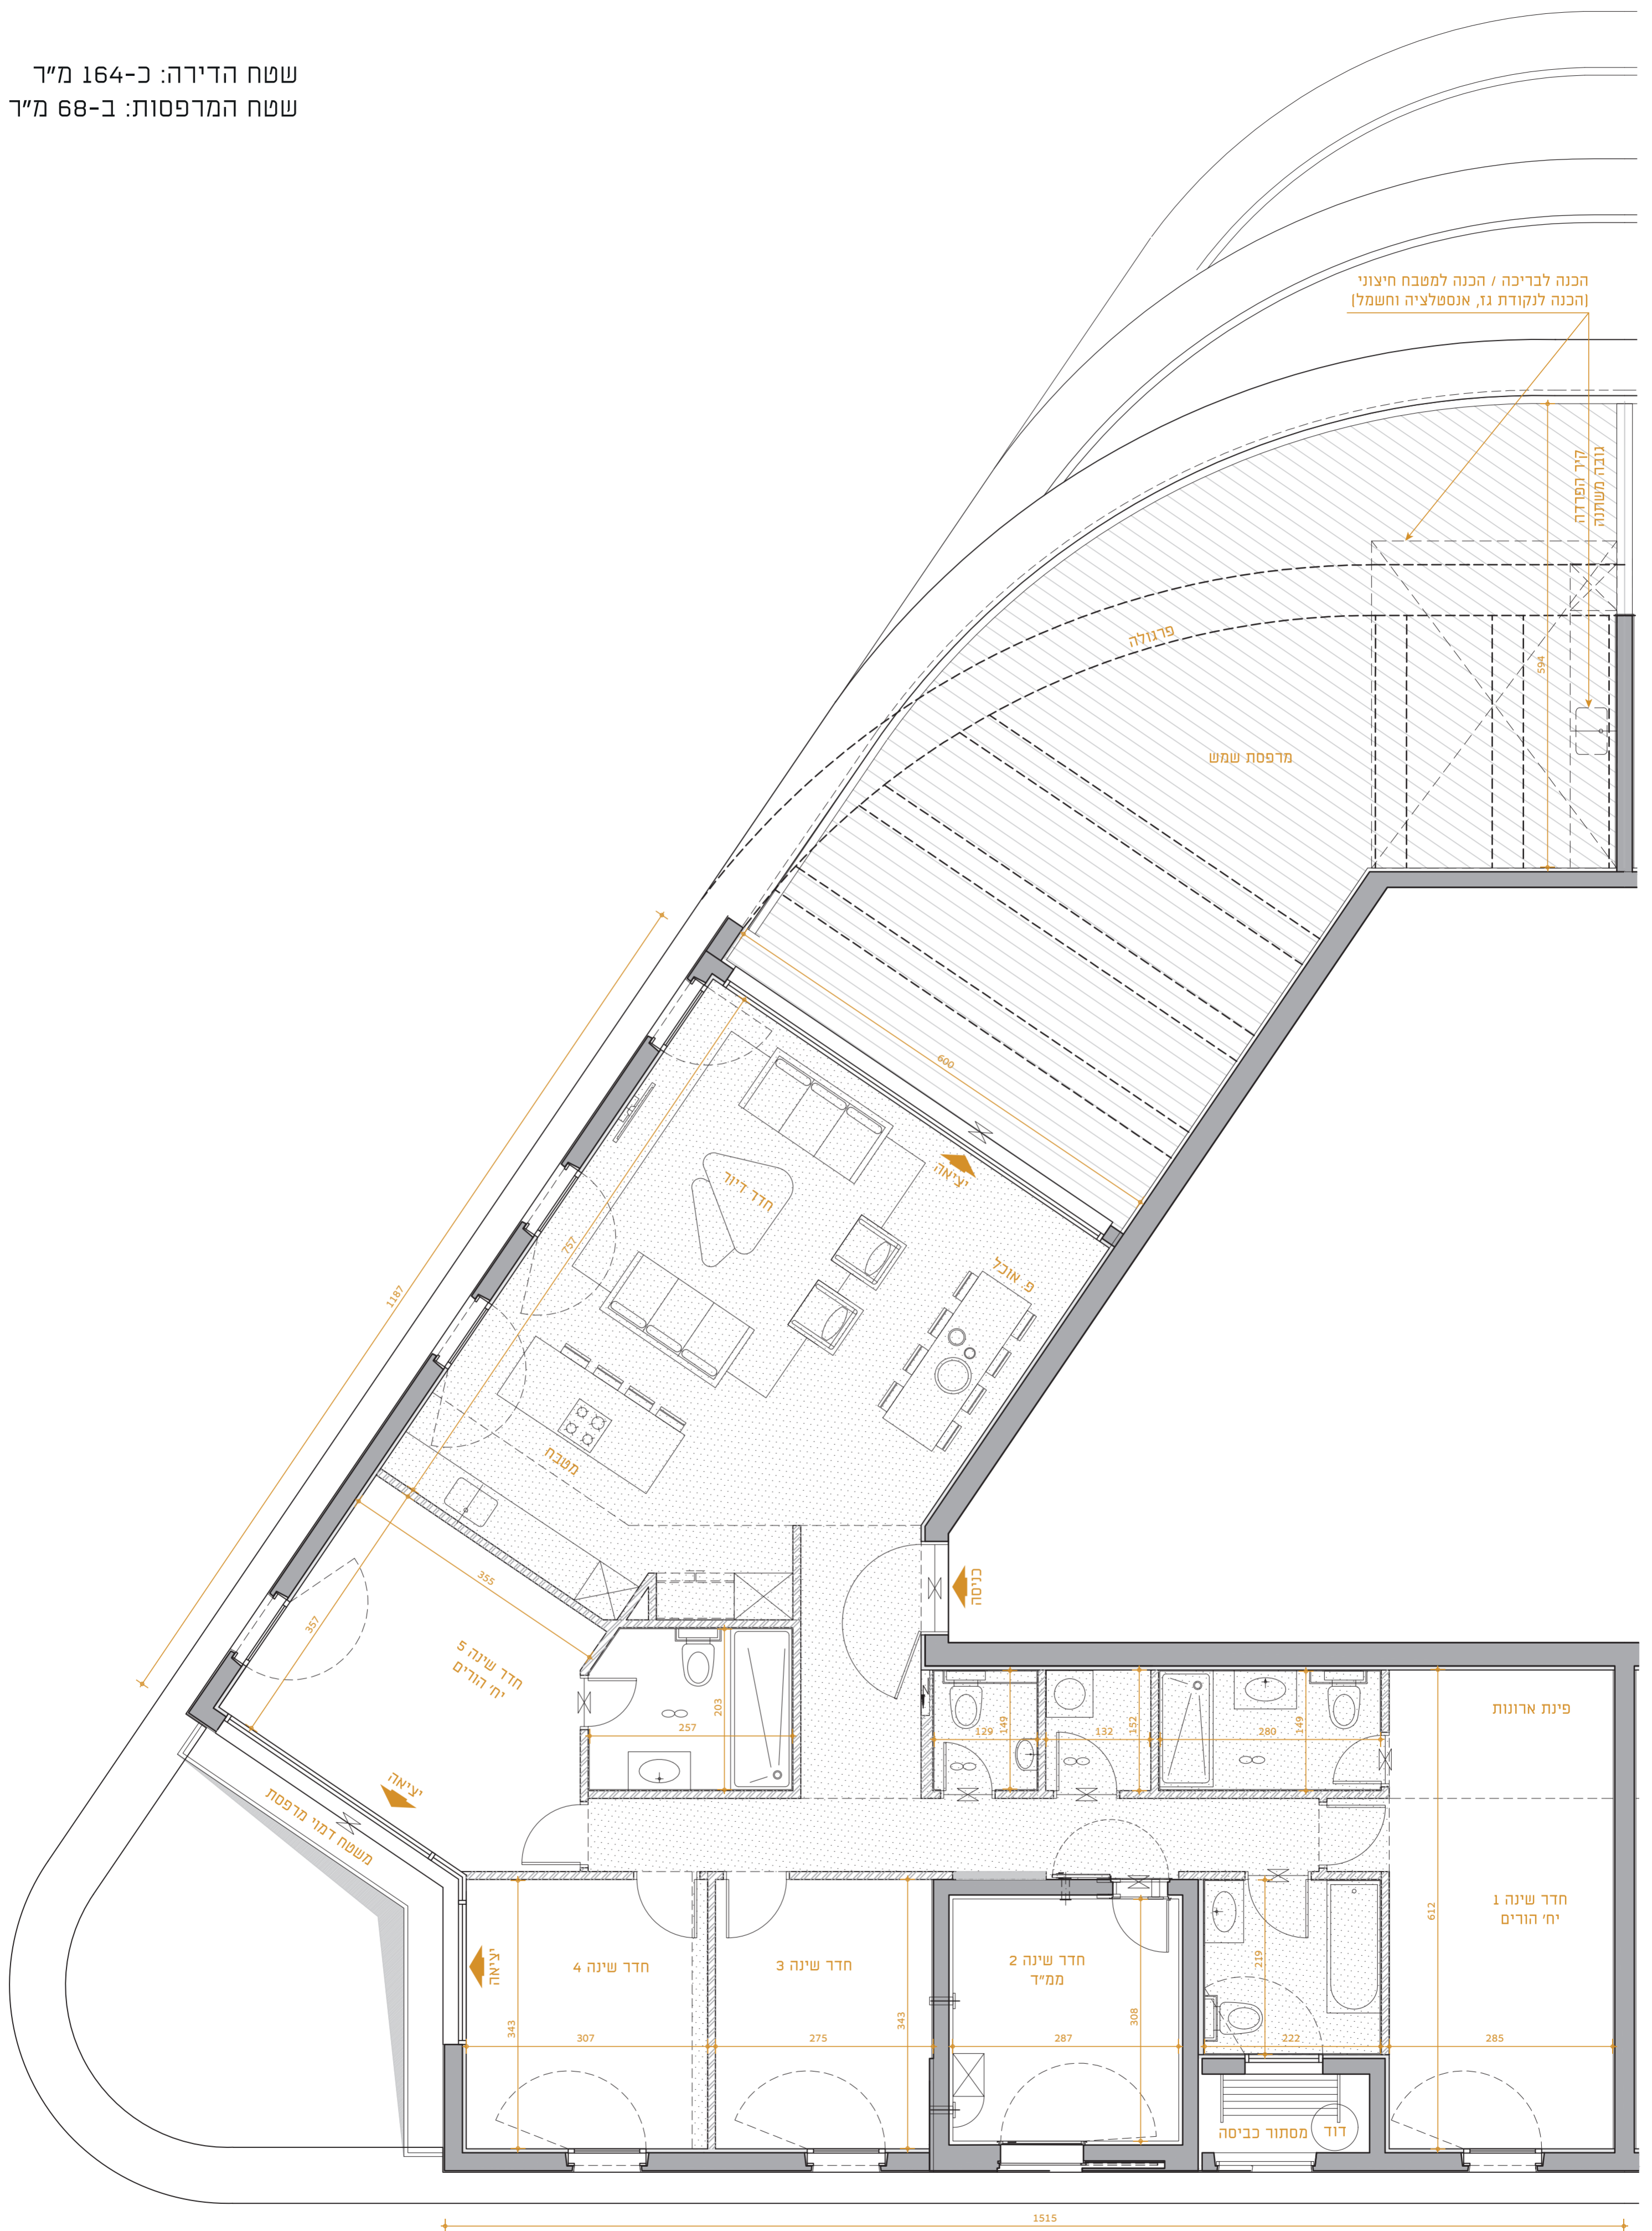 שטח הדירה: כ-164 מ״ר
שטח המרפסות: ב-68 מ״ר
הכנה לבריכה / הכנה למטבח חיצוני
(הכנה לנקודת גז, אנסטלציה וחשמל)
קיר הפרדה
גובה משתנה
594
פרגולה
מרפסת שמש
600
יציאה
חדר דיור
757
1187
פ. אוכל
מטבח
355
357
כניסה
חדר שינה 5
יח׳ הורים
203
257
129
149
132
152
280
149
פינת ארונות
יציאה
משטח דמוי מרפסת
612
חדר שינה 1
יח׳ הורים
יציאה
חדר שינה 4
חדר שינה 3
חדר שינה 2
ממ״ד
219
343
307
343
275
308
287
222
285
מסתור כביסה
דוד
1515